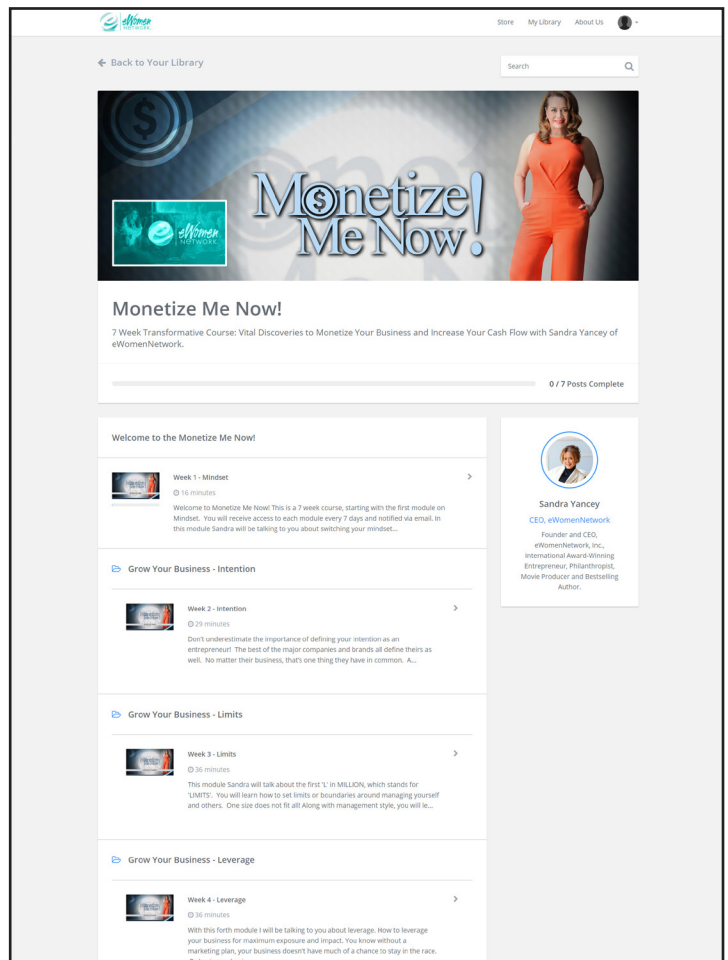 eWomen
NETWORK
Store My Library About Us
Back to Your Library
Search
Monetize
Me Now!
eWomen
NETWORK
Monetize Me Now!
7 Week Transformative Course: Vital Discoveries to Monetize Your Business and Increase Your Cash Flow with Sandra Yancey of
eWomenNetwork.
0 / 7 Posts Complete
Welcome to the Monetize Me Now!
Week 1 - Mindset
16 minutes
Welcome to Monetize Me Now! This is a 7 week course, starting with the first module on
Mindset. You will receive access to each module every 7 days and notified via email. In
this module Sandra will be talking to you about switching your mindset...
Sandra Yancey
CEO, eWomenNetwork
Founder and CEO,
eWomenNetwork, Inc.,
International Award-Winning
Entrepreneur, Philanthropist,
Movie Producer and Bestselling
Author.
Grow Your Business - Intention
Week 2 - Intention
29 minutes
Don't underestimate the importance of defining your intention as an
entrepreneur! The best of the major companies and brands all define theirs as
well. No matter their business, that's one thing they have in common. A...
Grow Your Business - Limits
Week 3 - Limits
36 minutes
This module Sandra will talk about the first 'L' in MILLION, which stands for
'LIMITS'. You will learn how to set limits or boundaries around managing yourself
and others. One size does not fit all! Along with management style, you will le...
Grow Your Business - Leverage
Week 4 - Leverage
36 minutes
With this forth module I will be talking to you about leverage. How to leverage
your business for maximum exposure and impact. You know without a
marketing plan, your business doesn't have much of a chance to stay in the race.